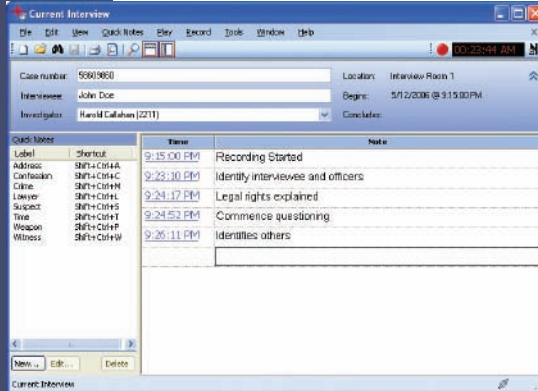 Current Interview
File Edit View Quick Notes Play Record Tools Window Help
00:23:44 AM
Case number: 56609860 Location: Interview Room 1
Interviewee: John Doe Begins: 5/12/2006 @ 9:15:00 PM
Investigator: Harold Callahan (2211) Concludes:
Quick Notes
Label Shortcut
Address Shift+Ctrl+A
Confession Shift+Ctrl+C
Crime Shift+Ctrl+M
Lawyer Shift+Ctrl+L
Suspect Shift+Ctrl+S
Time Shift+Ctrl+T
Weapon Shift+Ctrl+P
Witness Shift+Ctrl+W
Time Note
9:15:00 PM Recording Started
9:23:10 PM Identify interviewee and officers
9:24:17 PM Legal rights explained
9:24:52 PM Commence questioning
9:26:11 PM Identifies others
New... Edit... Delete
Current Interview